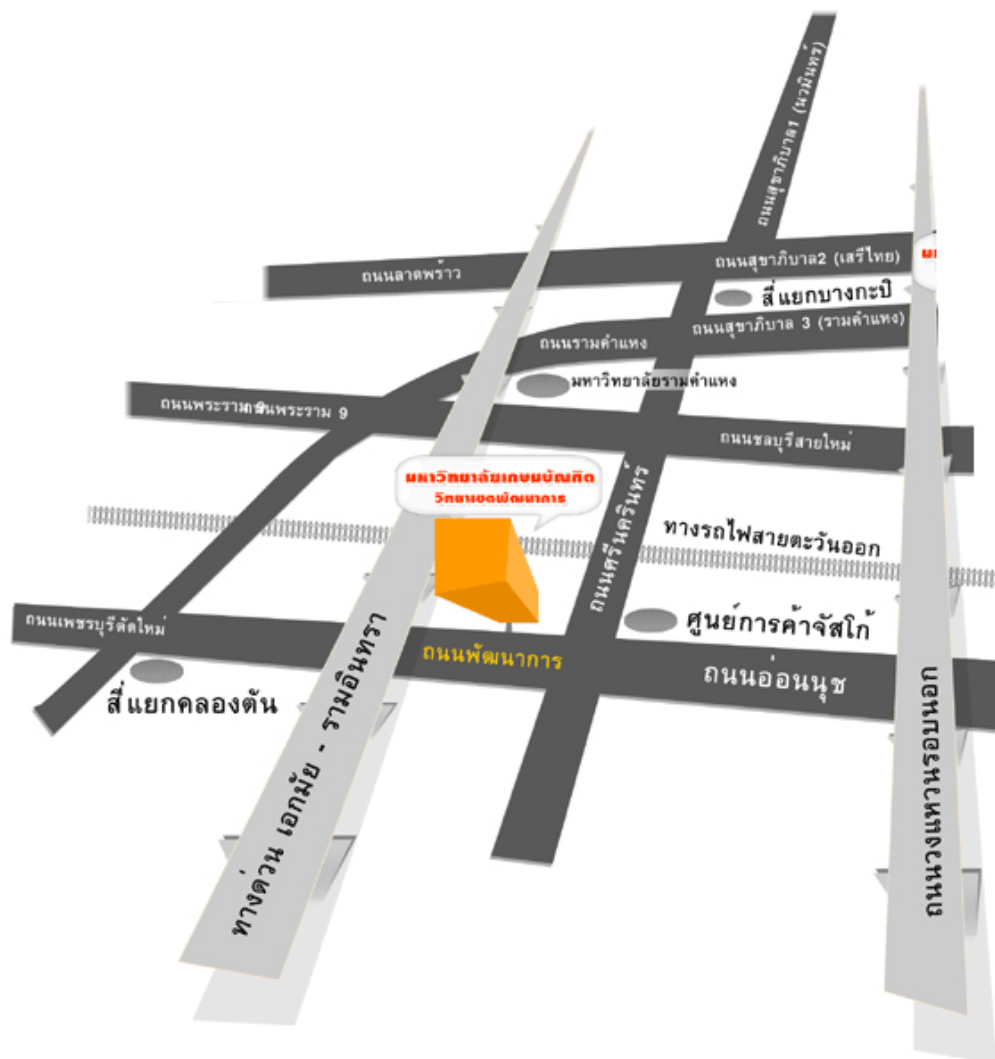 ถนนสุขาภิบาล1 (นวมินทร์)
ถนนลาดพร้าว
ถนนสุขาภิบาล2 (เสรีไทย)
มห
สี่แยกบางกะปิ
ถนนสุขาภิบาล 3 (รามคำแหง)
ถนนรามคำแหง
มหาวิทยาลัยรามคำแหง
ถนนพระราม 9
ถนนพระราม 9
ถนนชลบุรีสายใหม่
มหาวิทยาลัยเกษมบัณฑิต
วิทยาเขตพัฒนาการ
ถนนศรีนครินทร์
ทางรถไฟสายตะวันออก
ถนนเพชรบุรีตัดใหม่
ศูนย์การค้าจัสโก้
ถนนพัฒนาการ
ถนนอ่อนนุช
สี่แยกคลองตัน
ทางด่วน เอกมัย - รามอินทรา
ถนนวงแหวนรอบนอก